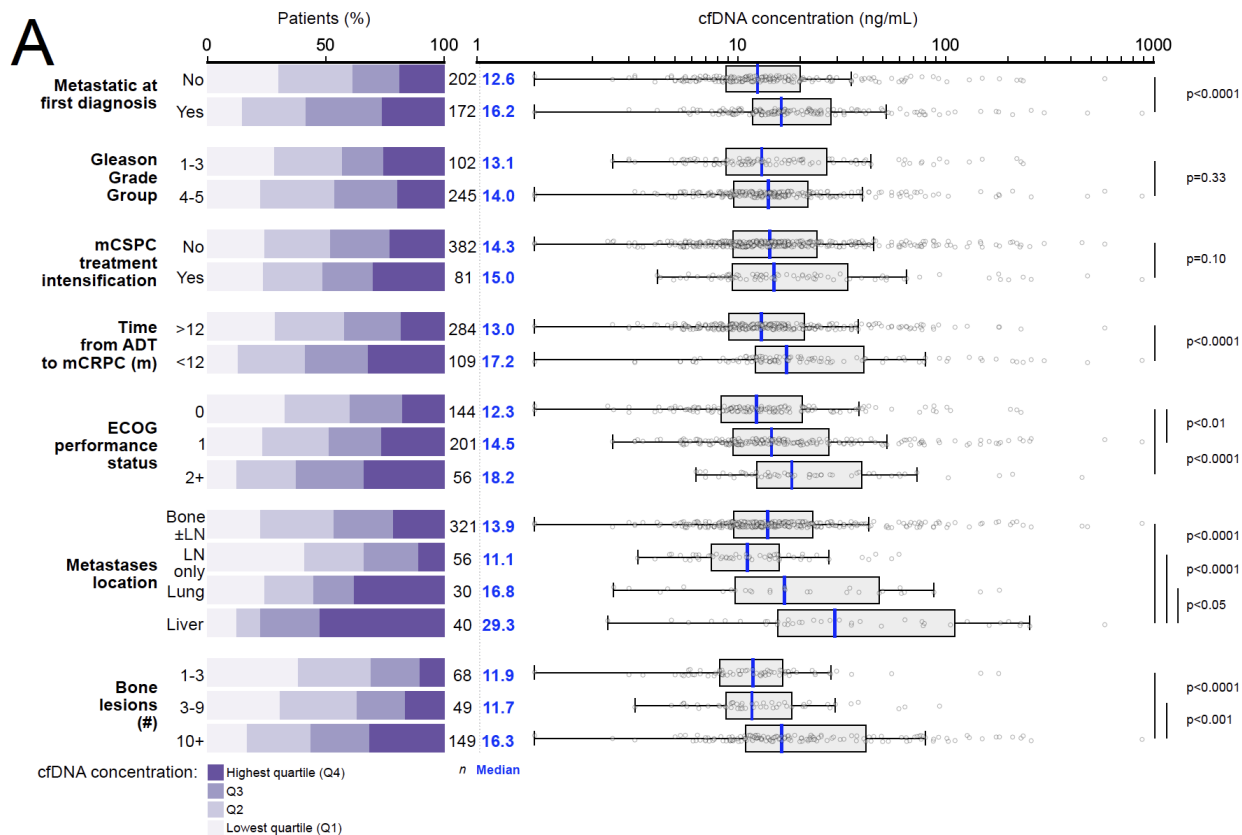 A
Patients (%)
cfDNA concentration (ng/mL)
0 50 100 1 10 100 1000
Metastatic at
first diagnosis
No 202 12.6
Yes 172 16.2
p<0.0001
Gleason
Grade
Group
1-3 102 13.1
4-5 245 14.0
p=0.33
mCSPC
treatment
intensification
No 382 14.3
Yes 81 15.0
p=0.10
Time
from ADT
to mCRPC (m)
>12 284 13.0
<12 109 17.2
p<0.0001
ECOG
performance
status
0 144 12.3
1 201 14.5
2+ 56 18.2
p<0.01
p<0.0001
Metastases
location
Bone
±LN 321 13.9
LN
only 56 11.1
Lung 30 16.8
Liver 40 29.3
p<0.0001
p<0.0001
p<0.05
Bone
lesions
(#)
1-3 68 11.9
3-9 49 11.7
10+ 149 16.3
p<0.0001
p<0.001
cfDNA concentration:
Highest quartile (Q4)
Q3
Q2
Lowest quartile (Q1)
n Median